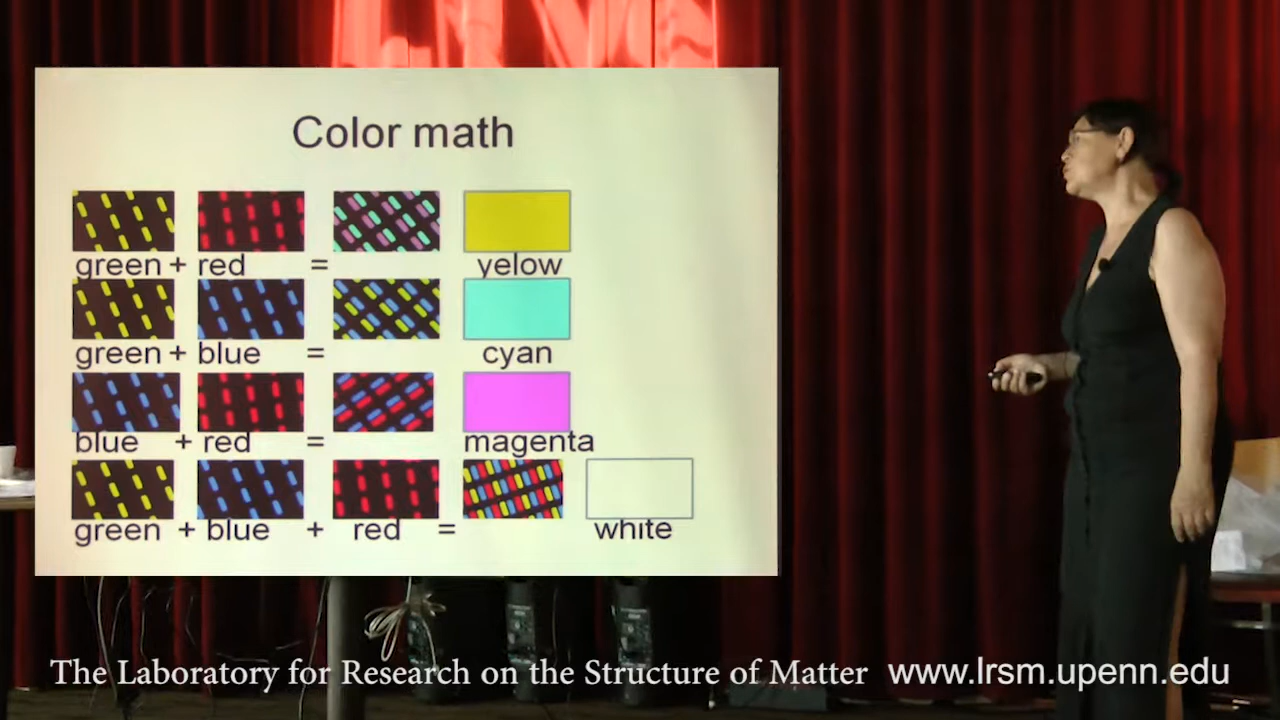 Color math
green + red = yelow
green + blue = cyan
blue + red = magenta
green + blue + red = white
The Laboratory for Research on the Structure of Matter www.lrsm.upenn.edu